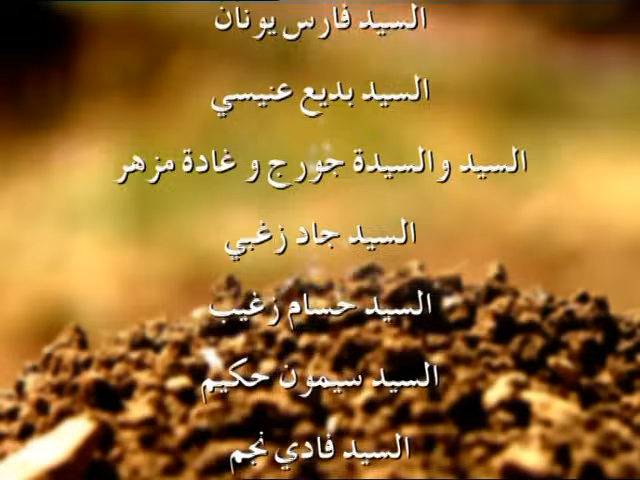 السيد فارس يونان
السيد بديع عنيسي
السيد والسيدة جورج و غادة مزهر
السيد جاد زغبي
السيد حسام زغيب
السيد سيمون حكيم
السيد فادي نجم